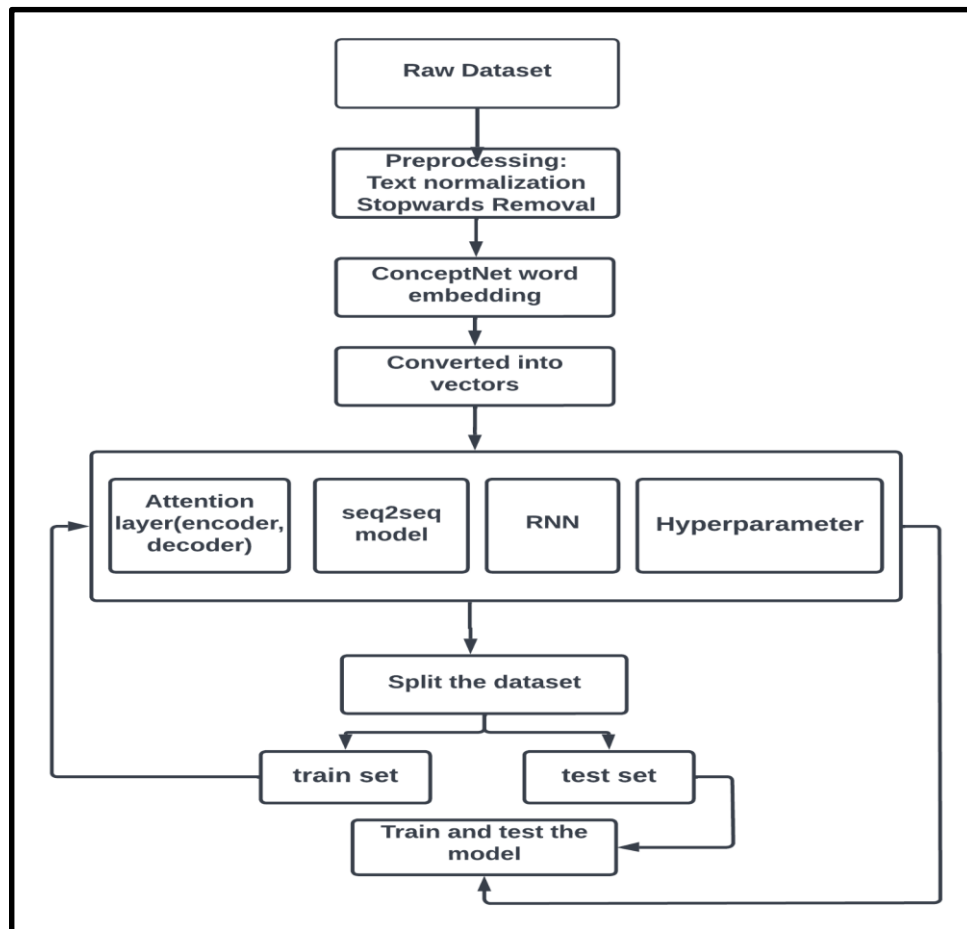 Raw Dataset
Preprocessing:
Text normalization
Stopwards Removal
ConceptNet word
embedding
Converted into
vectors
Attention
layer(encoder,
decoder)
seq2seq
model
RNN
Hyperparameter
Split the dataset
train set
test set
Train and test the
model